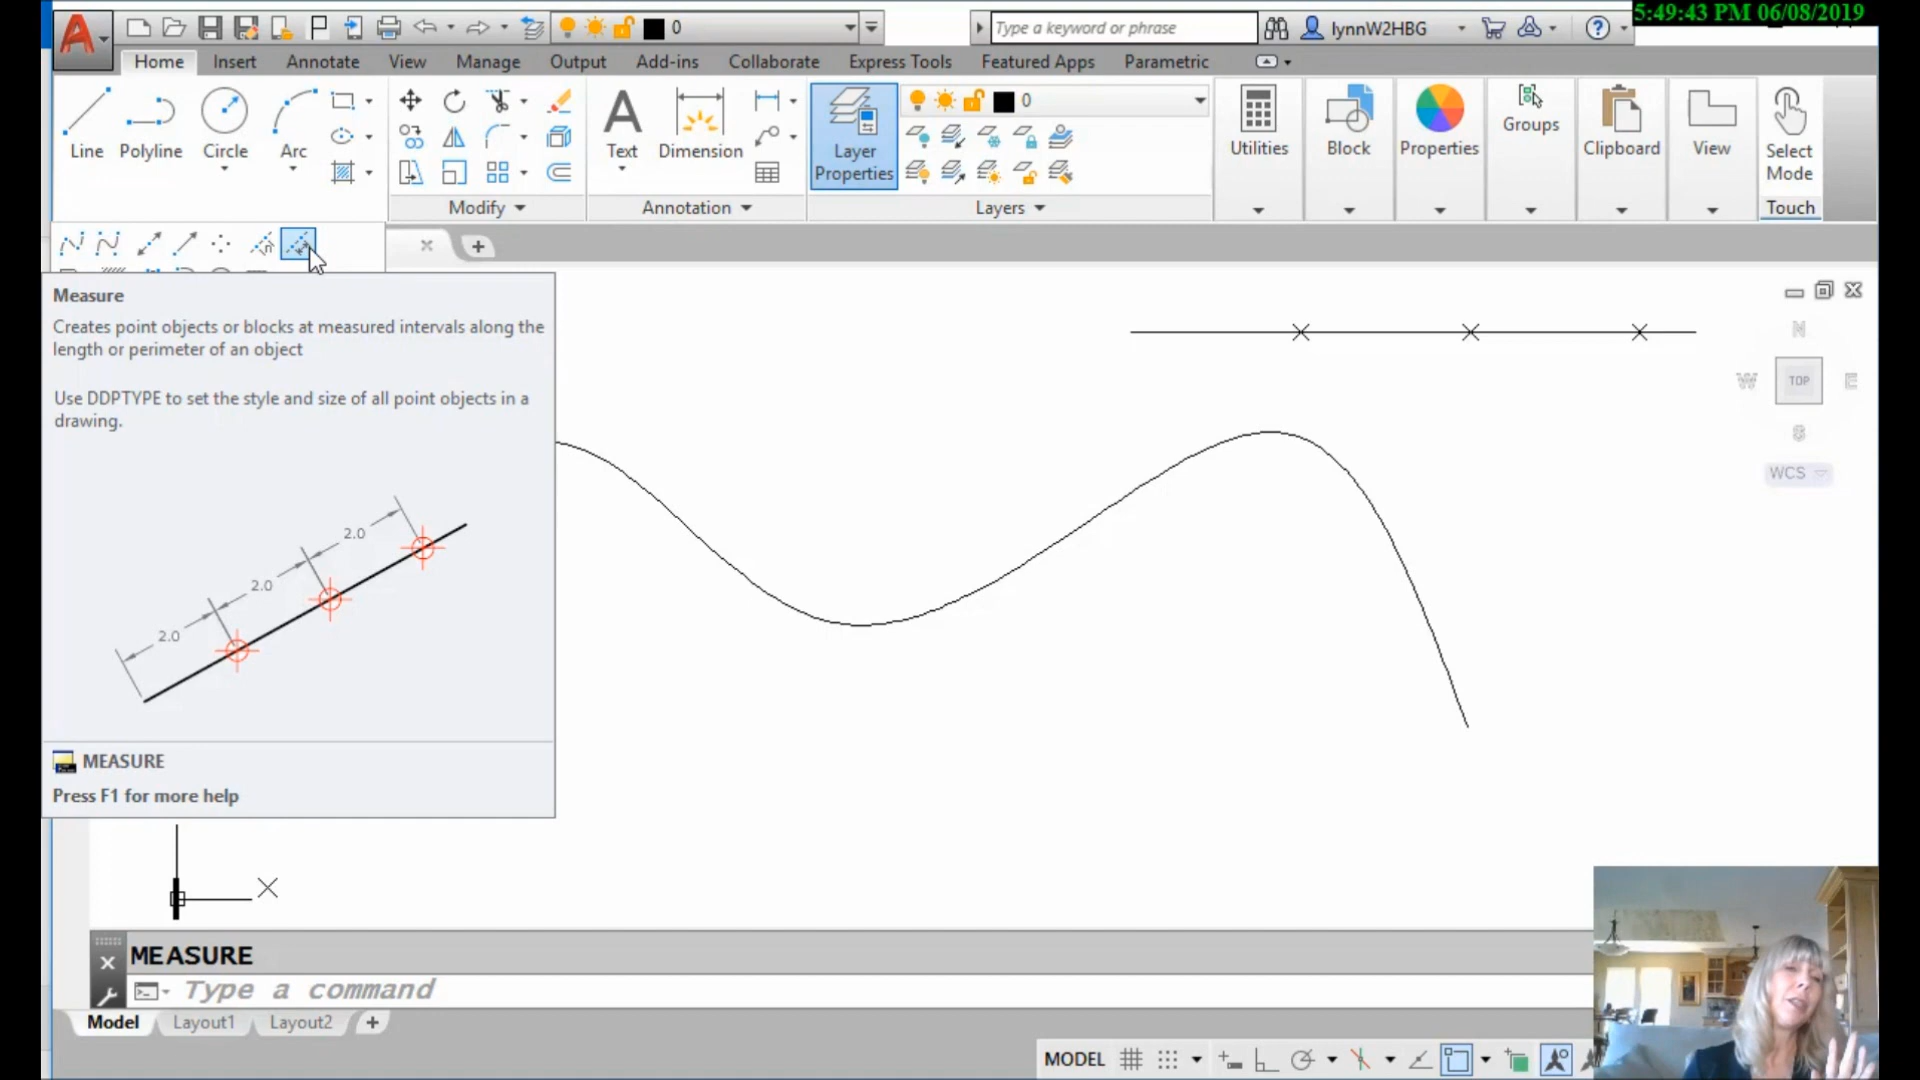 5:49:43 PM 06/08/2019
0
Type a keyword or phrase
lynnW2HBG
Home Insert Annotate View Manage Output Add-ins Collaborate Express Tools Featured Apps Parametric
Line
Polyline
Circle
Arc
Text
Dimension
Layer
Properties
0
Utilities
Block
Properties
Groups
Clipboard
View
Select
Mode
Modify
Annotation
Layers
Touch
Measure
Creates point objects or blocks at measured intervals along the
length or perimeter of an object
Use DDPTYPE to set the style and size of all point objects in a
drawing.
2.0
2.0
2.0
MEASURE
Press F1 for more help
N
W TOP E
S
WCS
X
MEASURE
Type a command
Model Layout1 Layout2
MODEL